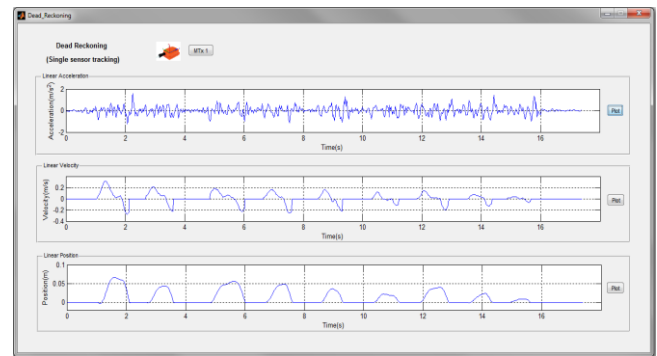 Dead_Reckoning
Dead Reckoning
(Single sensor tracking)
MTx 1
Linear Acceleration
Acceleration(m/s²)
2
0
-2
0 2 4 6 8 10 12 14 16
Time(s)
Plot
Linear Velocity
Velocity(m/s)
0.2
0
-0.2
-0.4
0 2 4 6 8 10 12 14 16
Time(s)
Plot
Linear Position
Position(m)
0.1
0.05
0
0 2 4 6 8 10 12 14 16
Time(s)
Plot